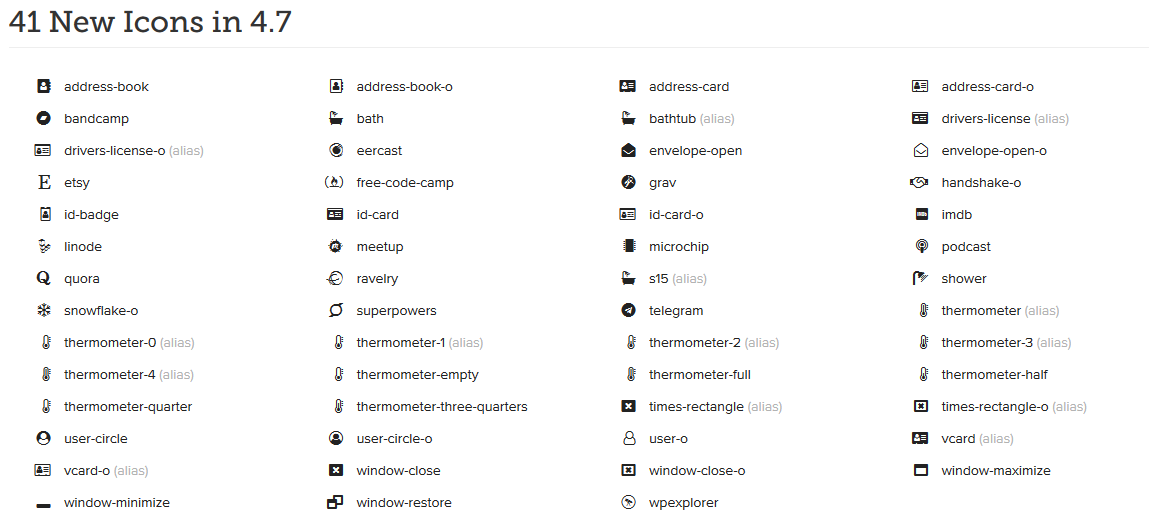 41 New Icons in 4.7
address-book address-book-o address-card address-card-o
bandcamp bath bathtub (alias) drivers-license (alias)
drivers-license-o (alias) eercast envelope-open envelope-open-o
etsy free-code-camp grav handshake-o
id-badge id-card id-card-o imdb
linode meetup microchip podcast
quora ravelry s15 (alias) shower
snowflake-o superpowers telegram thermometer (alias)
thermometer-0 (alias) thermometer-1 (alias) thermometer-2 (alias) thermometer-3 (alias)
thermometer-4 (alias) thermometer-empty thermometer-full thermometer-half
thermometer-quarter thermometer-three-quarters times-rectangle (alias) times-rectangle-o (alias)
user-circle user-circle-o user-o vcard (alias)
vcard-o (alias) window-close window-close-o window-maximize
window-minimize window-restore wpexplorer